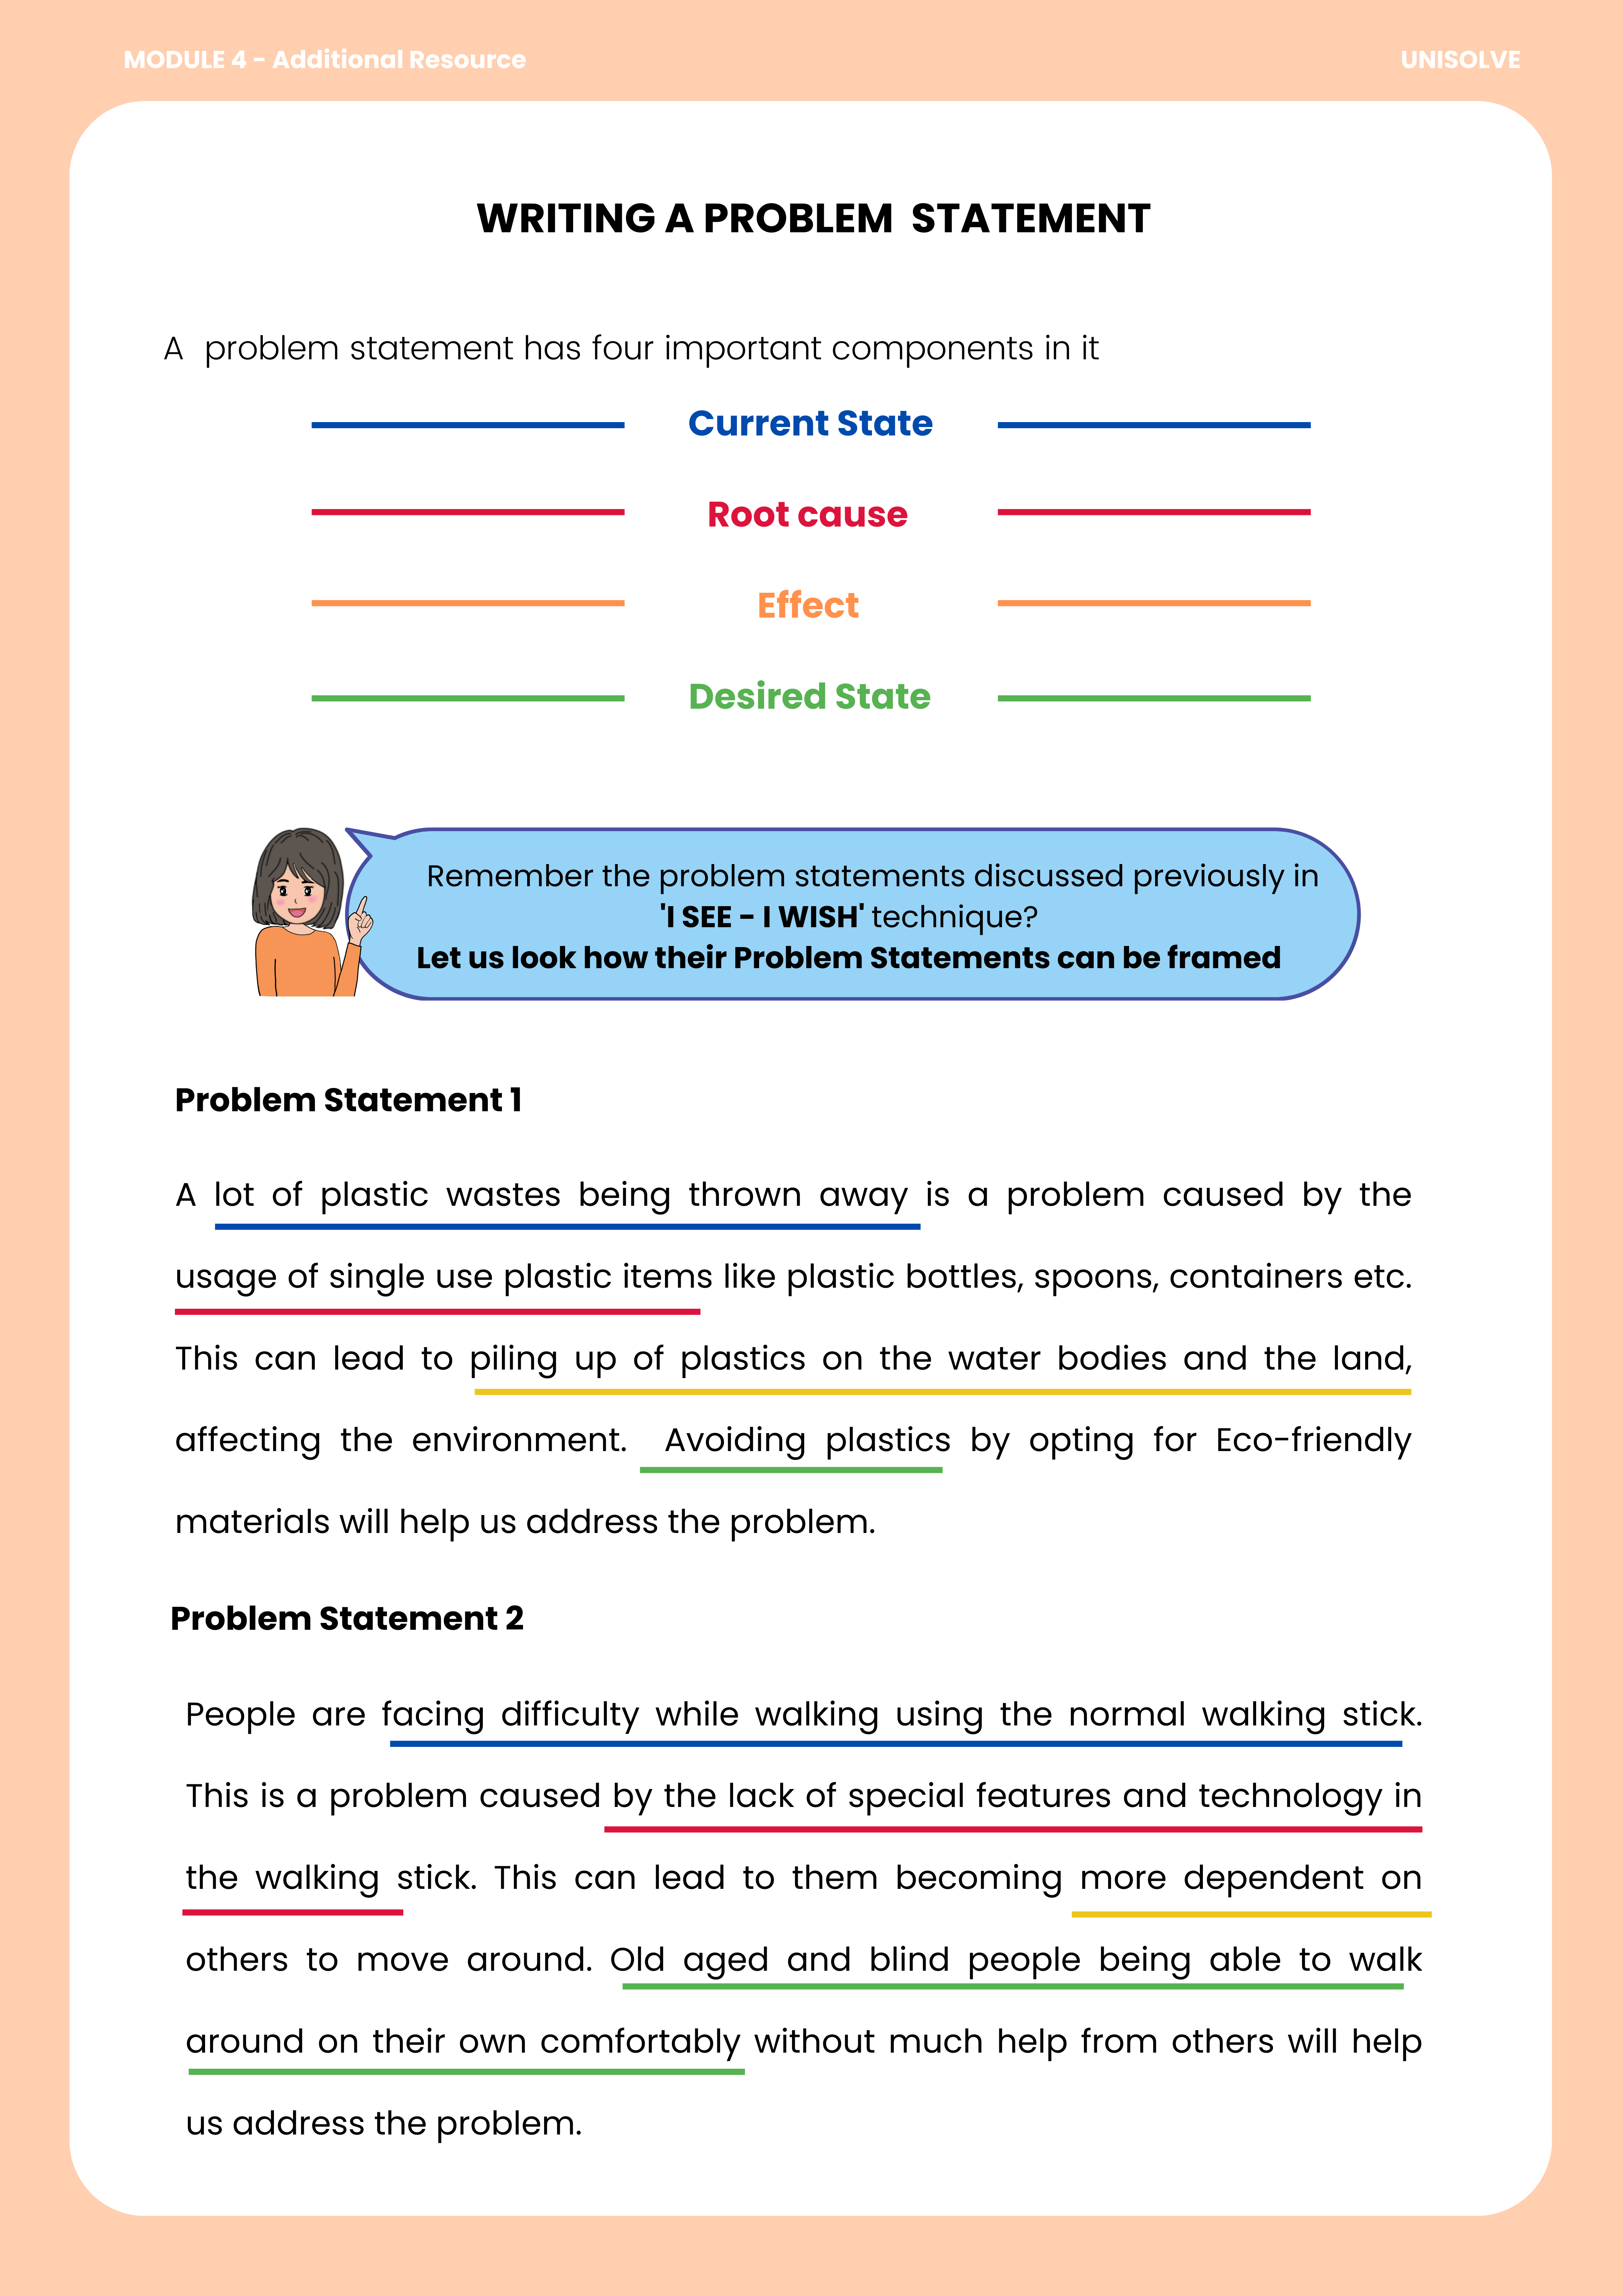 MODULE 4 - Additional Resource
UNISOLVE
WRITING A PROBLEM STATEMENT
A problem statement has four important components in it
Current State
Root cause
Effect
Desired State
Remember the problem statements discussed previously in
'I SEE - I WISH' technique?
Let us look how their Problem Statements can be framed
Problem Statement 1
A lot of plastic wastes being thrown away is a problem caused by the
usage of single use plastic items like plastic bottles, spoons, containers etc.
This can lead to piling up of plastics on the water bodies and the land,
affecting the environment. Avoiding plastics by opting for Eco-friendly
materials will help us address the problem.
Problem Statement 2
People are facing difficulty while walking using the normal walking stick.
This is a problem caused by the lack of special features and technology in
the walking stick. This can lead to them becoming more dependent on
others to move around. Old aged and blind people being able to walk
around on their own comfortably without much help from others will help
us address the problem.